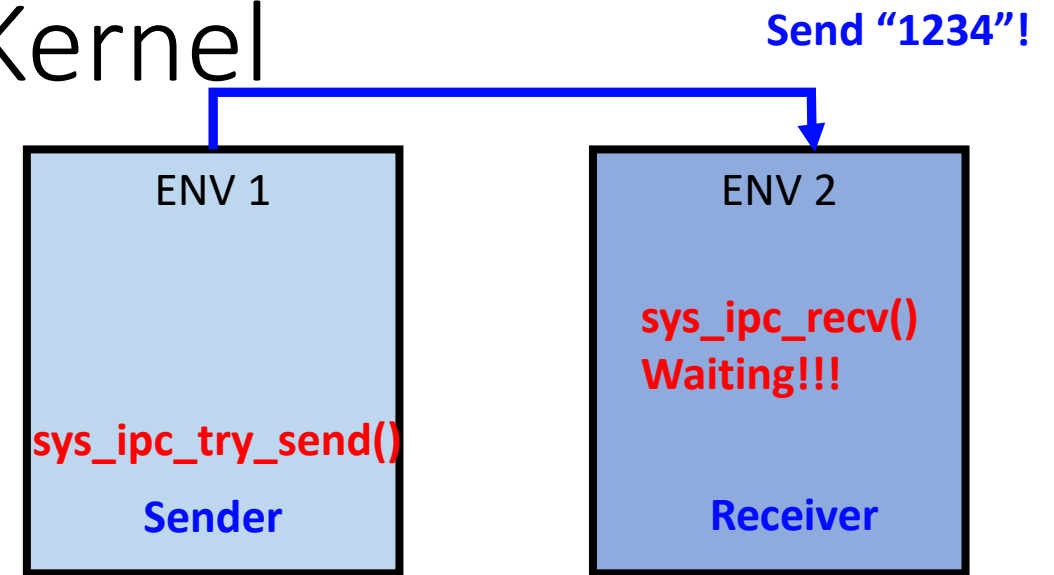 Kernel
Send “1234”!
ENV 1
sys_ipc_try_send()
Sender
ENV 2
sys_ipc_recv()
Waiting!!!
Receiver